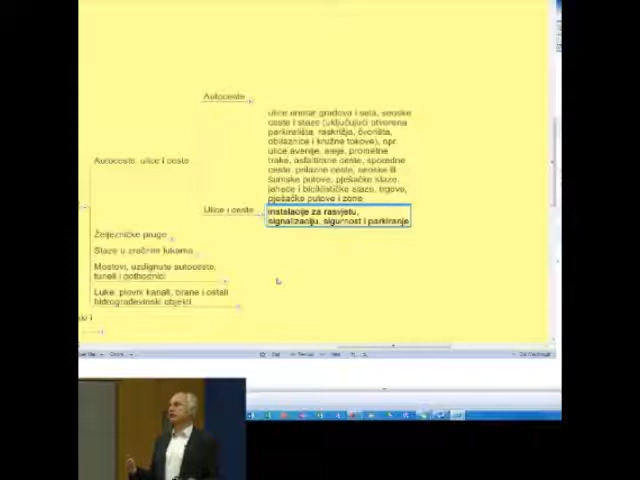 Autoceste
ulice unutar gradova i sela, seoske
ceste i staze (uključujući otvorena
parkirališta, raskrižja, čvorišta,
obilaznice i kružne tokove), npr.
ulice avenije, aleje, prometne
trake, asfaltirane ceste, sporedne
ceste, prilazne ceste, seoske ili
šumske putove, pješačke staze,
jahaće i biciklističke staze, trgove,
pješačke putove i zone
Autoceste, ulice i ceste
Ulice i ceste
instalacije za rasvjetu,
signalizaciju, sigurnost i parkiranje
Željezničke pruge
Staze u zračnim lukama
Mostovi, uzdignute autoceste,
tuneli i pothodnici
Luke, plovni kanali, brane i ostali
hidrograđevinski objekti